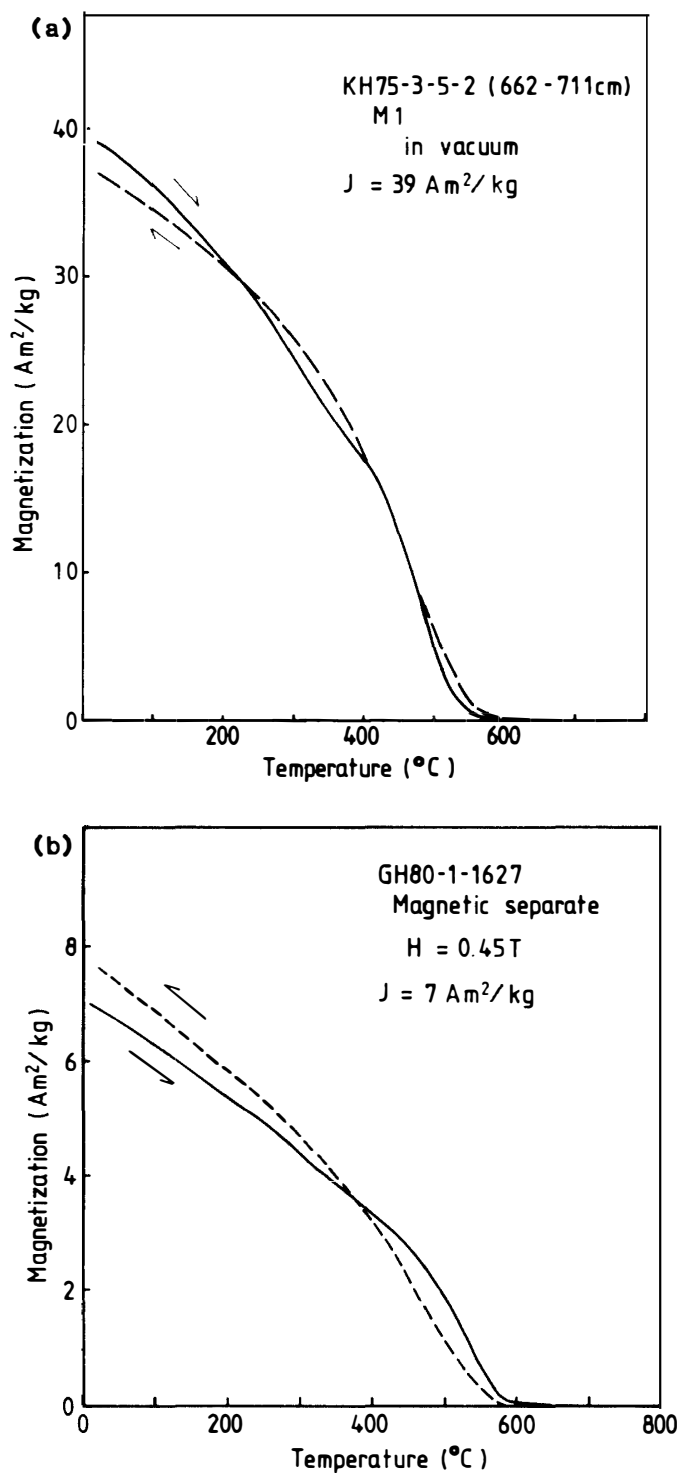 (a)
KH75-3-5-2 (662-711cm)
M1
in vacuum
J = 39 Am²/kg
40
30
20
10
0
Magnetization (Am²/kg)
200
400
600
Temperature (°C)
(b)
GH80-1-1627
Magnetic separate
H = 0.45T
J = 7 Am²/kg
8
6
4
2
0
Magnetization (Am²/kg)
0
200
400
600
800
Temperature (°C)